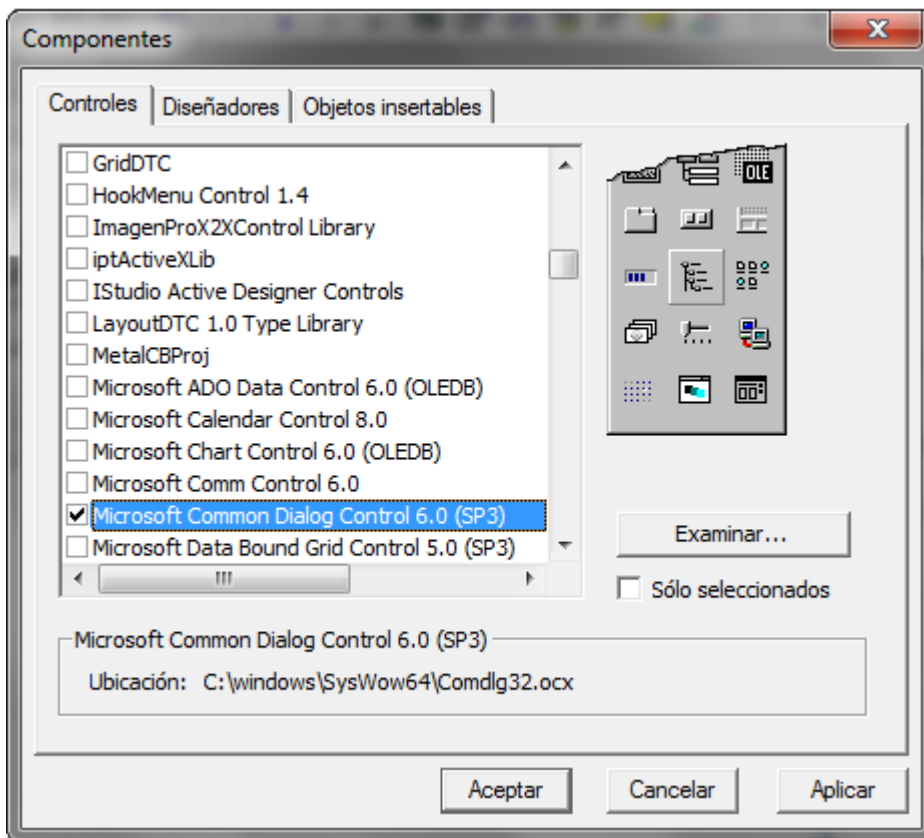 Componentes
Controles
Diseñadores
Objetos insertables
GridDTC
HookMenu Control 1.4
ImagenProX2XControl Library
iptActiveXLib
IStudio Active Designer Controls
LayoutDTC 1.0 Type Library
MetalCBProj
Microsoft ADO Data Control 6.0 (OLEDB)
Microsoft Calendar Control 8.0
Microsoft Chart Control 6.0 (OLEDB)
Microsoft Comm Control 6.0
Microsoft Common Dialog Control 6.0 (SP3)
Microsoft Data Bound Grid Control 5.0 (SP3)
OLE
Examinar...
Sólo seleccionados
Microsoft Common Dialog Control 6.0 (SP3)
Ubicación: C:\windows\SysWow64\Comdlg32.ocx
Aceptar
Cancelar
Aplicar